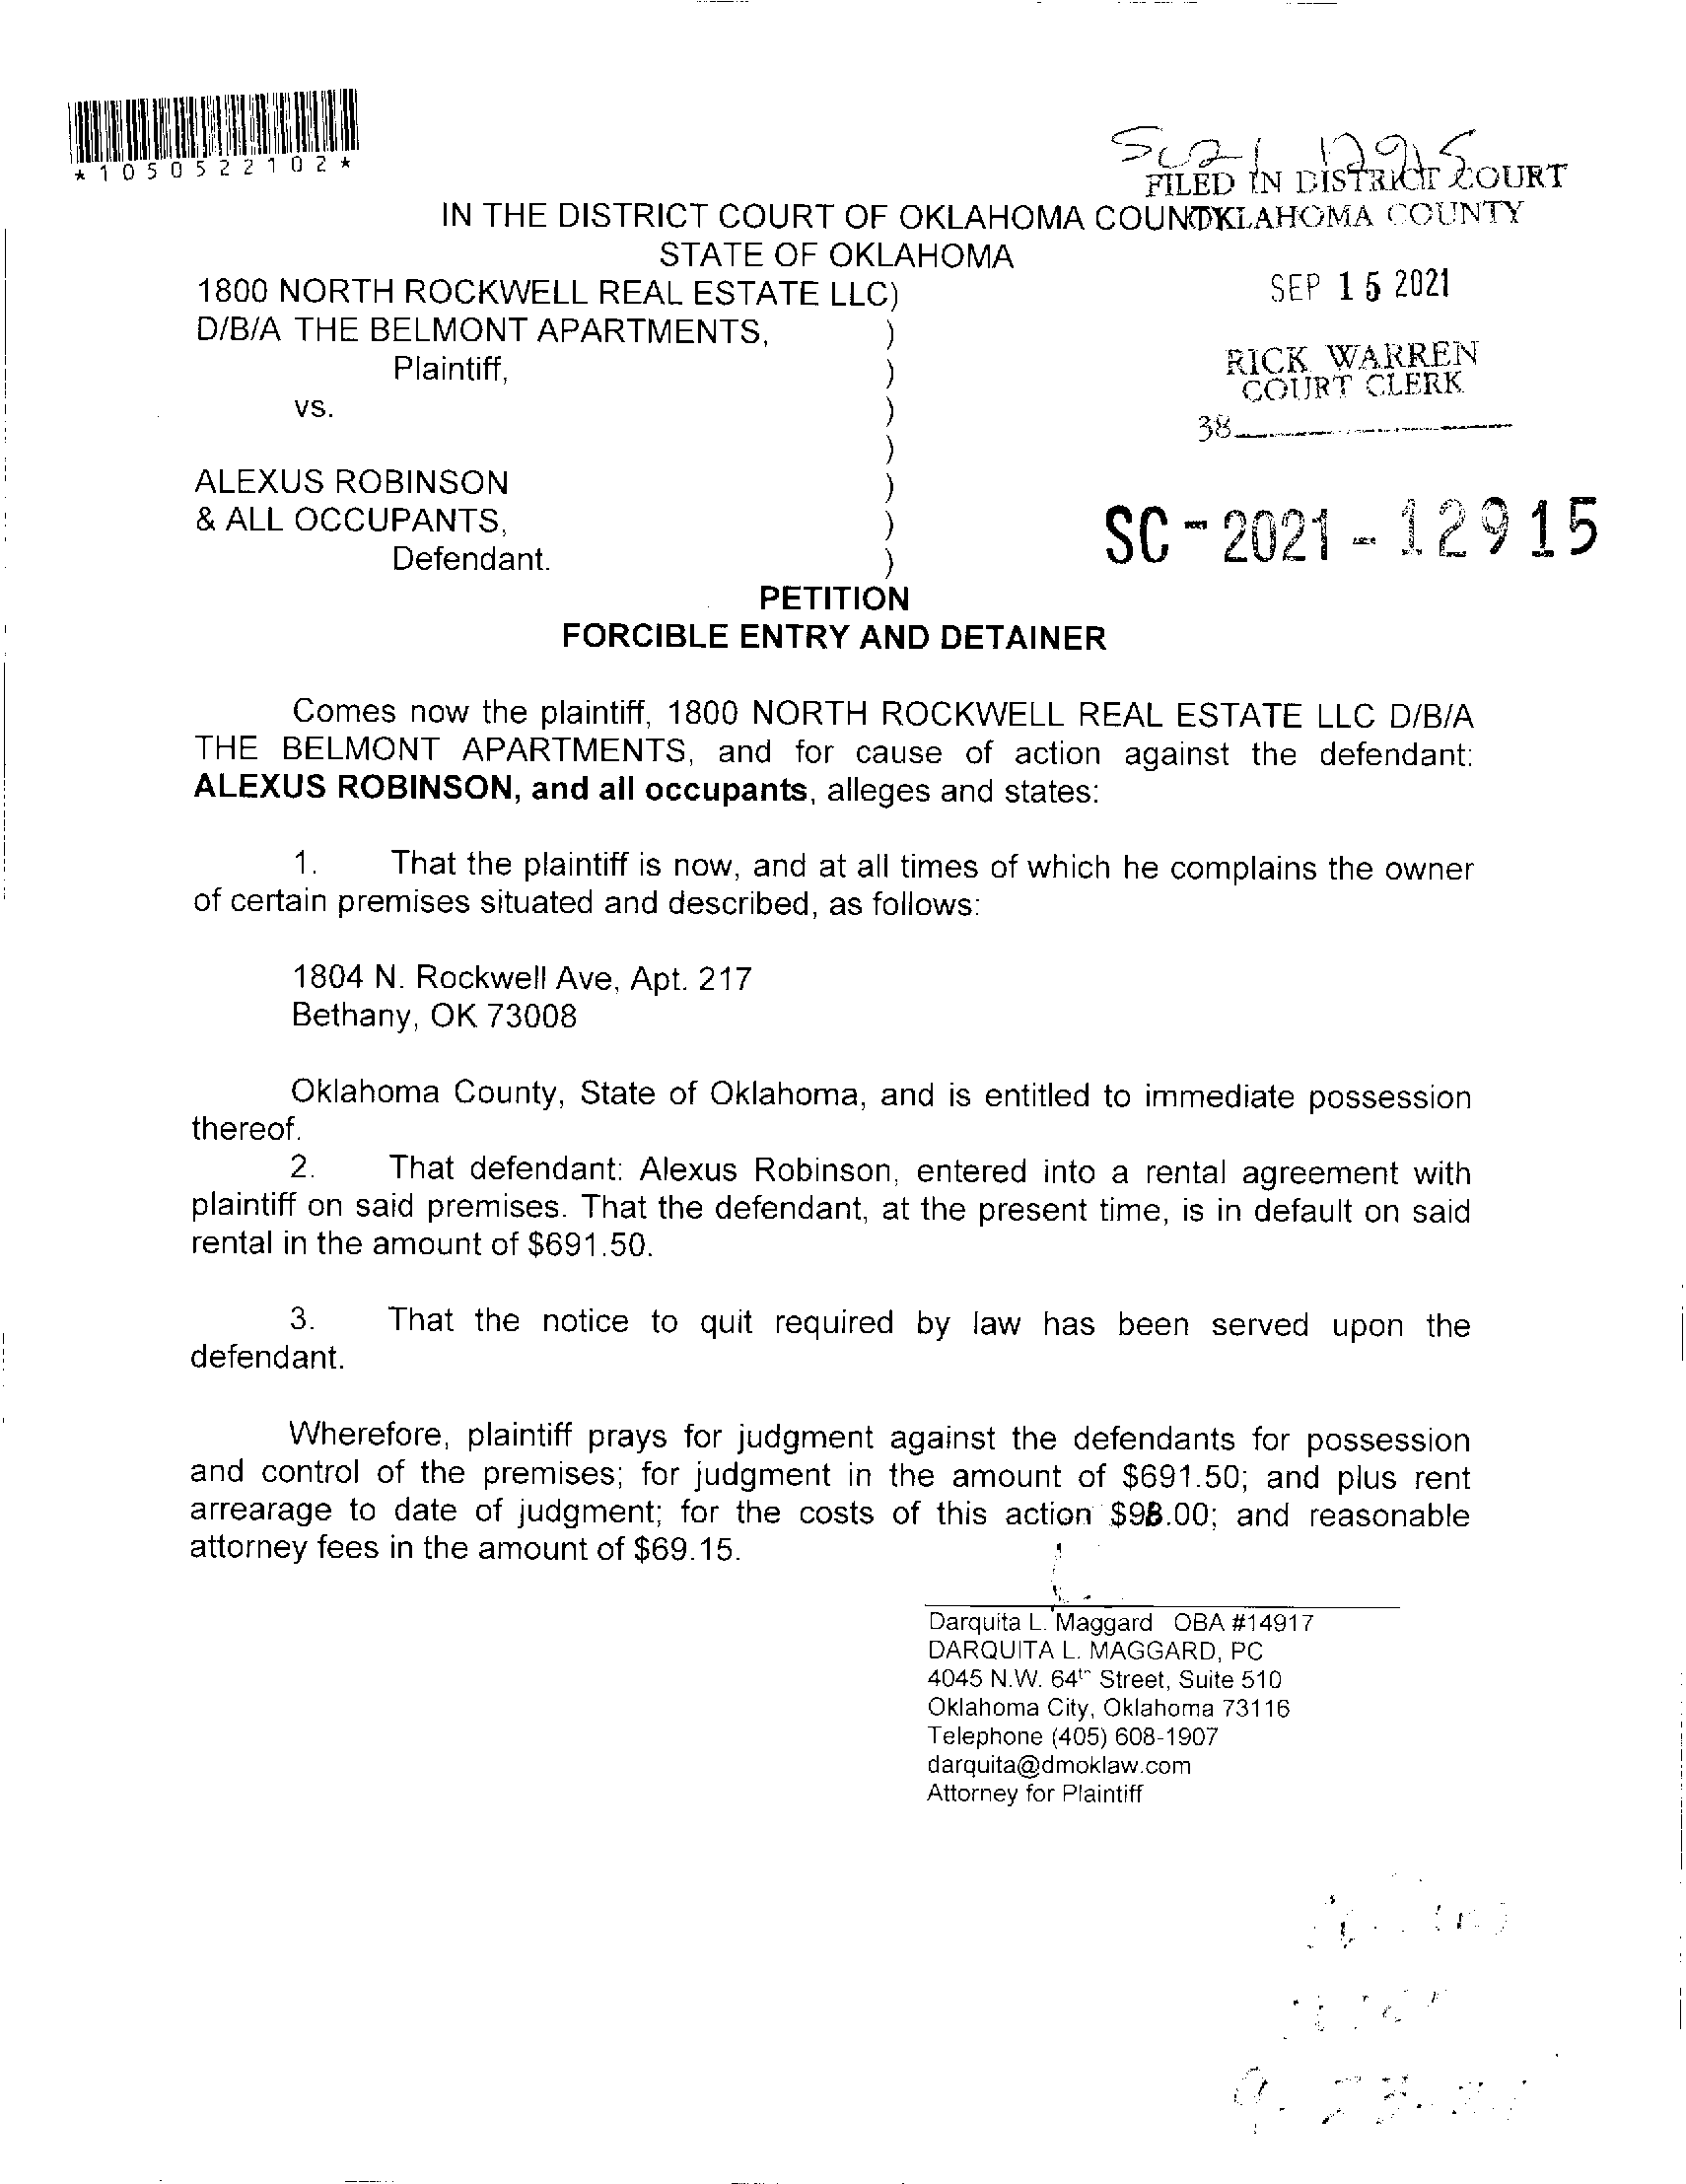 *1050522102*
SC21 12915
FILED IN DISTRICT COURT
OKLAHOMA COUNTY
IN THE DISTRICT COURT OF OKLAHOMA COUN
STATE OF OKLAHOMA
1800 NORTH ROCKWELL REAL ESTATE LLC)
SEP 15 2021
D/B/A THE BELMONT APARTMENTS, )
Plaintiff, )
RICK WARREN
COURT CLERK
vs. )
38
)
ALEXUS ROBINSON )
& ALL OCCUPANTS, )
SC-2021-12915
Defendant. )
PETITION
FORCIBLE ENTRY AND DETAINER
Comes now the plaintiff, 1800 NORTH ROCKWELL REAL ESTATE LLC D/B/A
THE BELMONT APARTMENTS, and for cause of action against the defendant:
ALEXUS ROBINSON, and all occupants, alleges and states:
1. That the plaintiff is now, and at all times of which he complains the owner
of certain premises situated and described, as follows:
1804 N. Rockwell Ave, Apt. 217
Bethany, OK 73008
Oklahoma County, State of Oklahoma, and is entitled to immediate possession
thereof.
2. That defendant: Alexus Robinson, entered into a rental agreement with
plaintiff on said premises. That the defendant, at the present time, is in default on said
rental in the amount of $691.50.
3. That the notice to quit required by law has been served upon the
defendant.
Wherefore, plaintiff prays for judgment against the defendants for possession
and control of the premises; for judgment in the amount of $691.50; and plus rent
arrearage to date of judgment; for the costs of this action $98.00; and reasonable
attorney fees in the amount of $69.15.
Darquita L. Maggard OBA #14917
DARQUITA L. MAGGARD, PC
4045 N.W. 64th Street, Suite 510
Oklahoma City, Oklahoma 73116
Telephone (405) 608-1907
darquita@dmoklaw.com
Attorney for Plaintiff